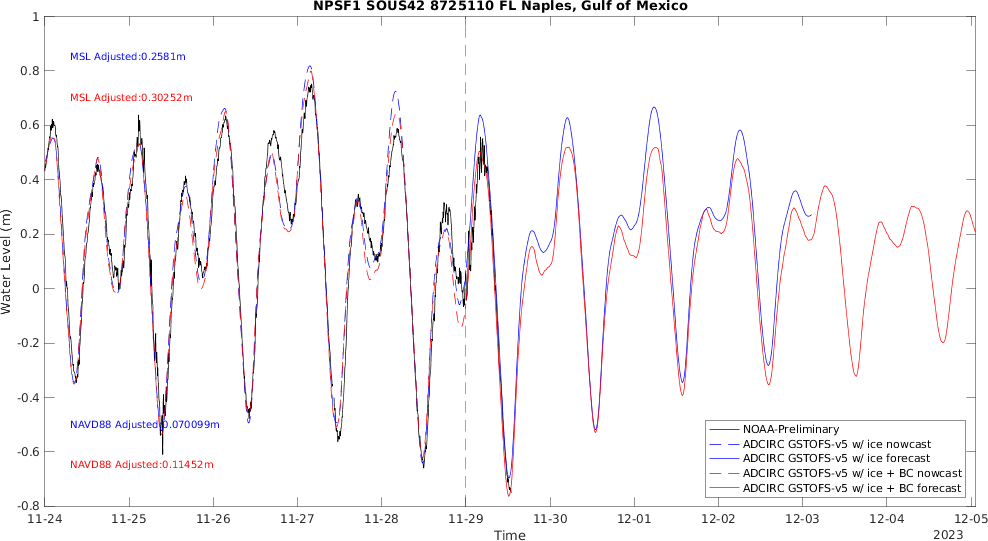 NPSF1 SOUS42 8725110 FL Naples, Gulf of Mexico
1
0.8
0.6
0.4
0.2
0
-0.2
-0.4
-0.6
-0.8
Water Level (m)
MSL Adjusted:0.2581m
MSL Adjusted:0.30252m
NAVD88 Adjusted:0.070099m
NAVD88 Adjusted:0.11452m
NOAA-Preliminary
ADCIRC GSTOFS-v5 w/ ice nowcast
ADCIRC GSTOFS-v5 w/ ice forecast
ADCIRC GSTOFS-v5 w/ ice + BC nowcast
ADCIRC GSTOFS-v5 w/ ice + BC forecast
11-24 11-25 11-26 11-27 11-28 11-29 11-30 12-01 12-02 12-03 12-04 12-05
Time
2023